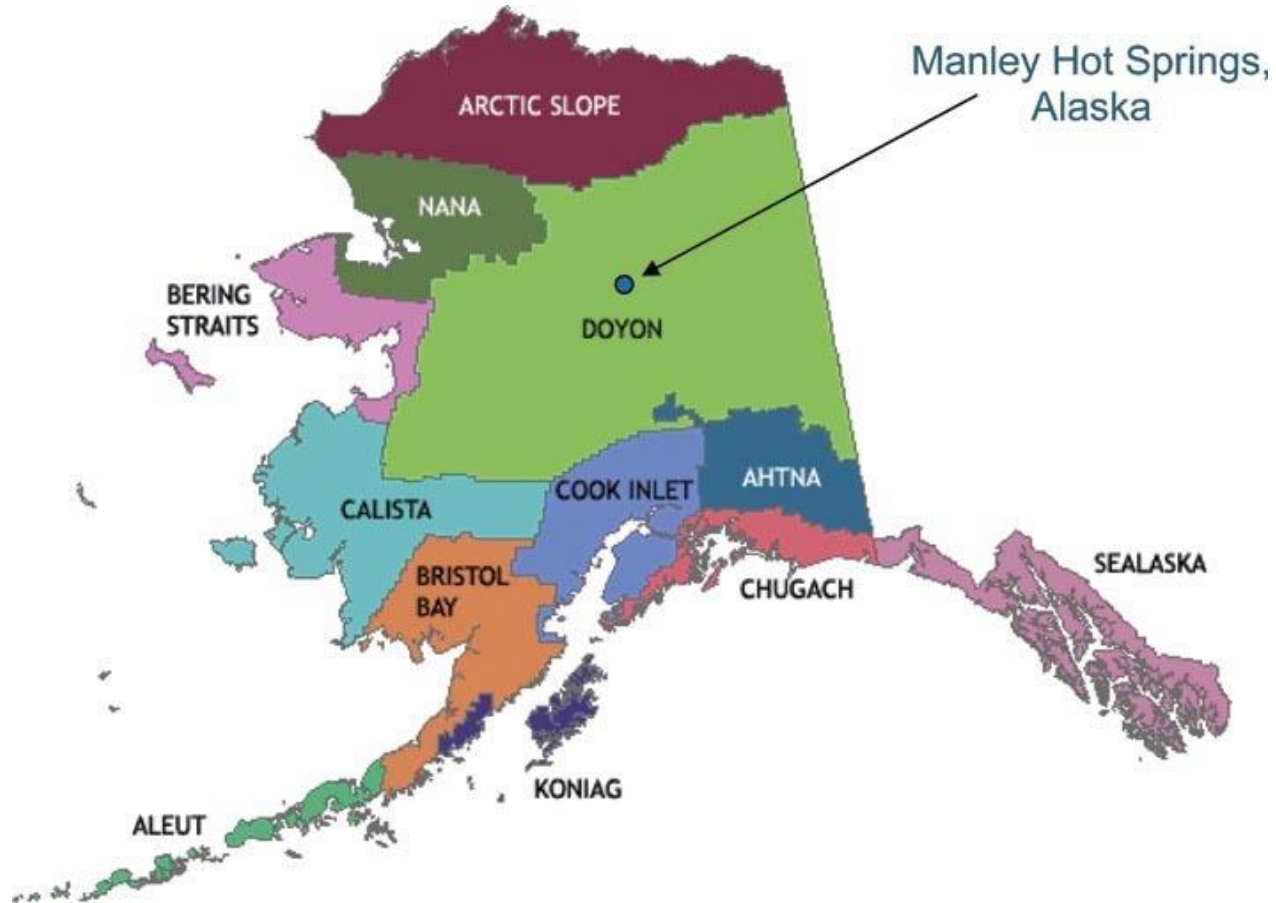 Manley Hot Springs,
Alaska
ARCTIC SLOPE
NANA
BERING
STRAITS
DOYON
COOK INLET
AHTNA
CALISTA
BRISTOL
BAY
CHUGACH
SEALASKA
KONIAG
ALEUT